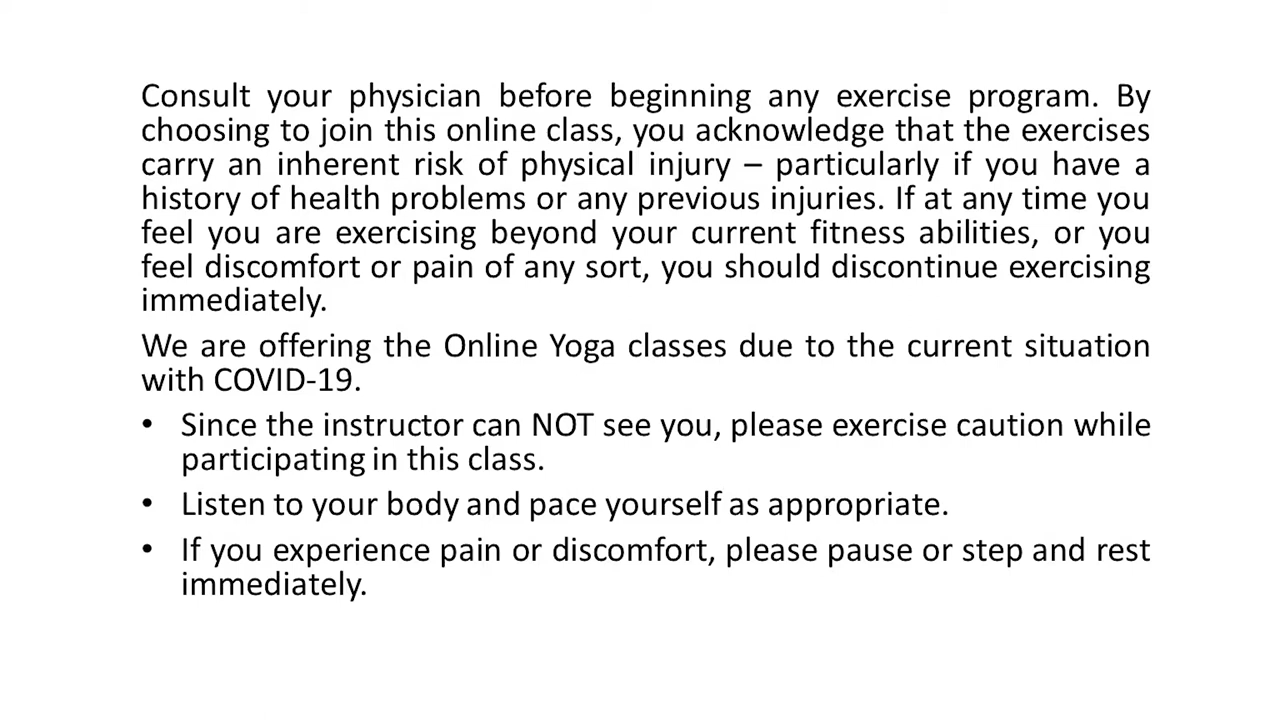 Consult your physician before beginning any exercise program. By
choosing to join this online class, you acknowledge that the exercises
carry an inherent risk of physical injury – particularly if you have a
history of health problems or any previous injuries. If at any time you
feel you are exercising beyond your current fitness abilities, or you
feel discomfort or pain of any sort, you should discontinue exercising
immediately.
We are offering the Online Yoga classes due to the current situation
with COVID-19.
• Since the instructor can NOT see you, please exercise caution while
participating in this class.
• Listen to your body and pace yourself as appropriate.
• If you experience pain or discomfort, please pause or step and rest
immediately.